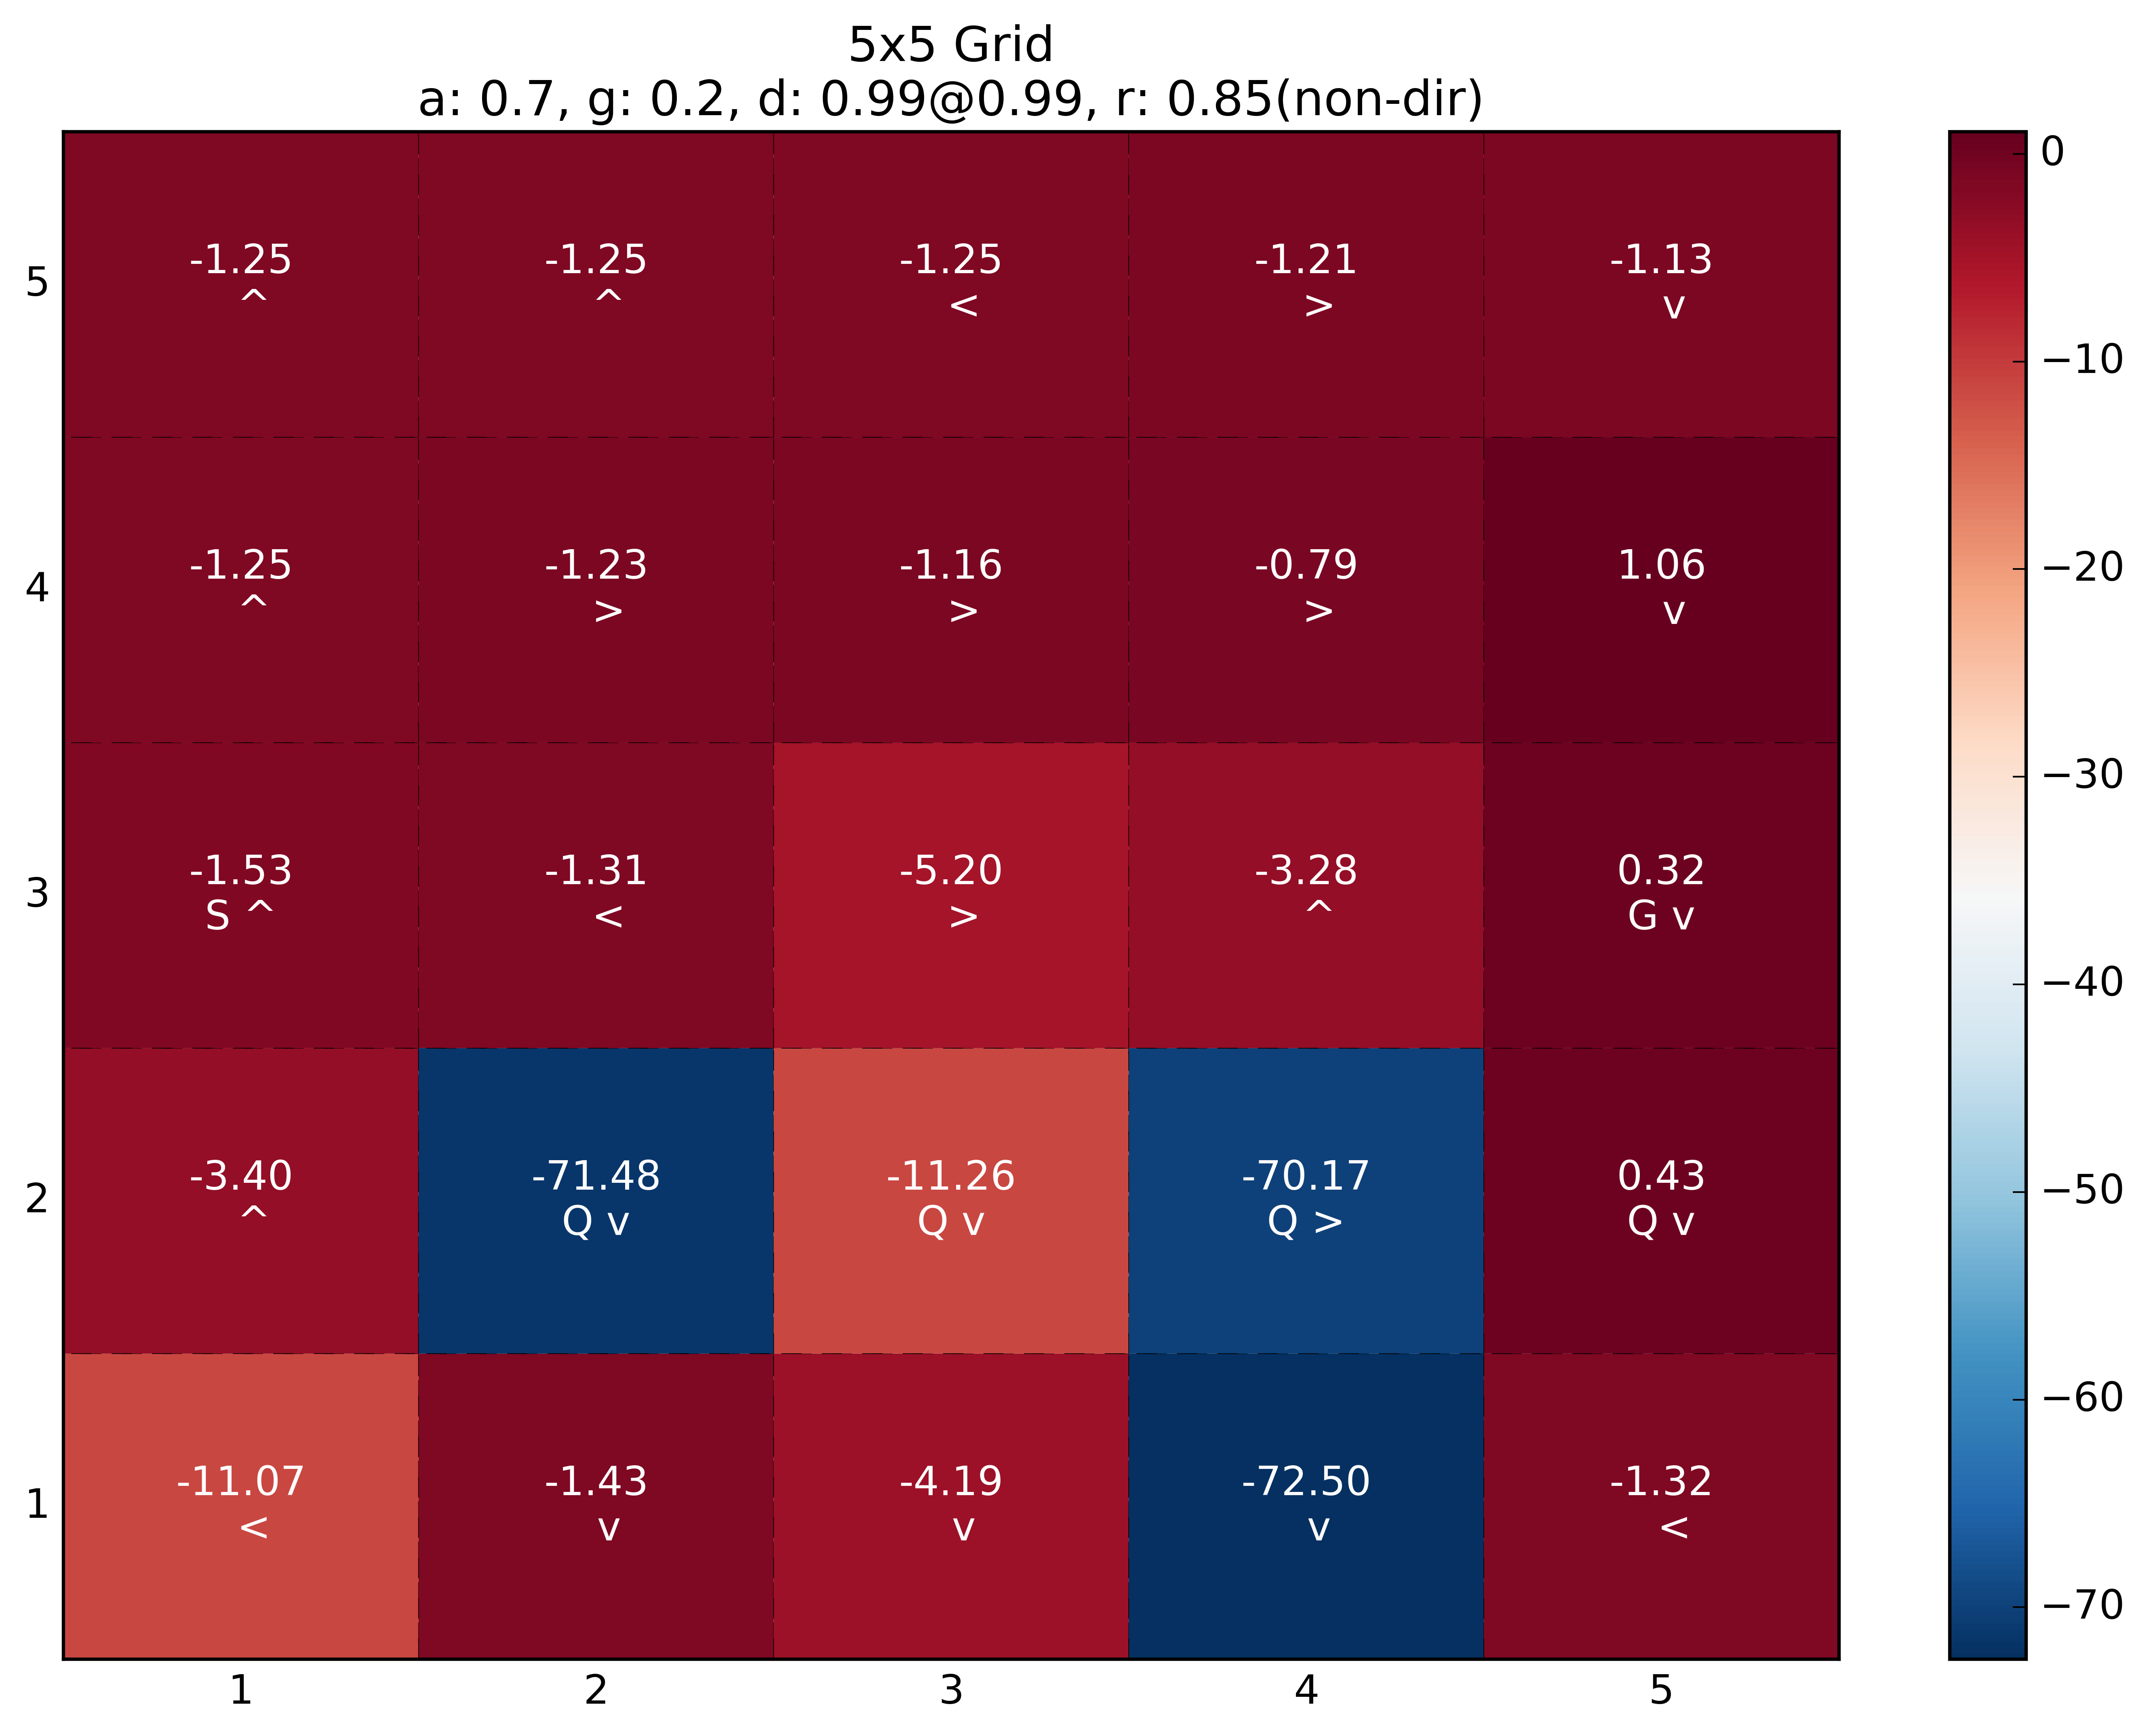 5x5 Grid
a: 0.7, g: 0.2, d: 0.99@0.99, r: 0.85(non-dir)
5 -1.25 -1.25 -1.25 -1.21 -1.13 0
^ ^ < > v
−10
4 -1.25 -1.23 -1.16 -0.79 1.06 −20
^ > > > v
−30
3 -1.53 -1.31 -5.20 -3.28 0.32
S ^ < > ^ G v
−40
2 -3.40 -71.48 -11.26 -70.17 0.43 −50
^ Q v Q v Q > Q v
−60
1 -11.07 -1.43 -4.19 -72.50 -1.32
< v v v <
−70
1 2 3 4 5